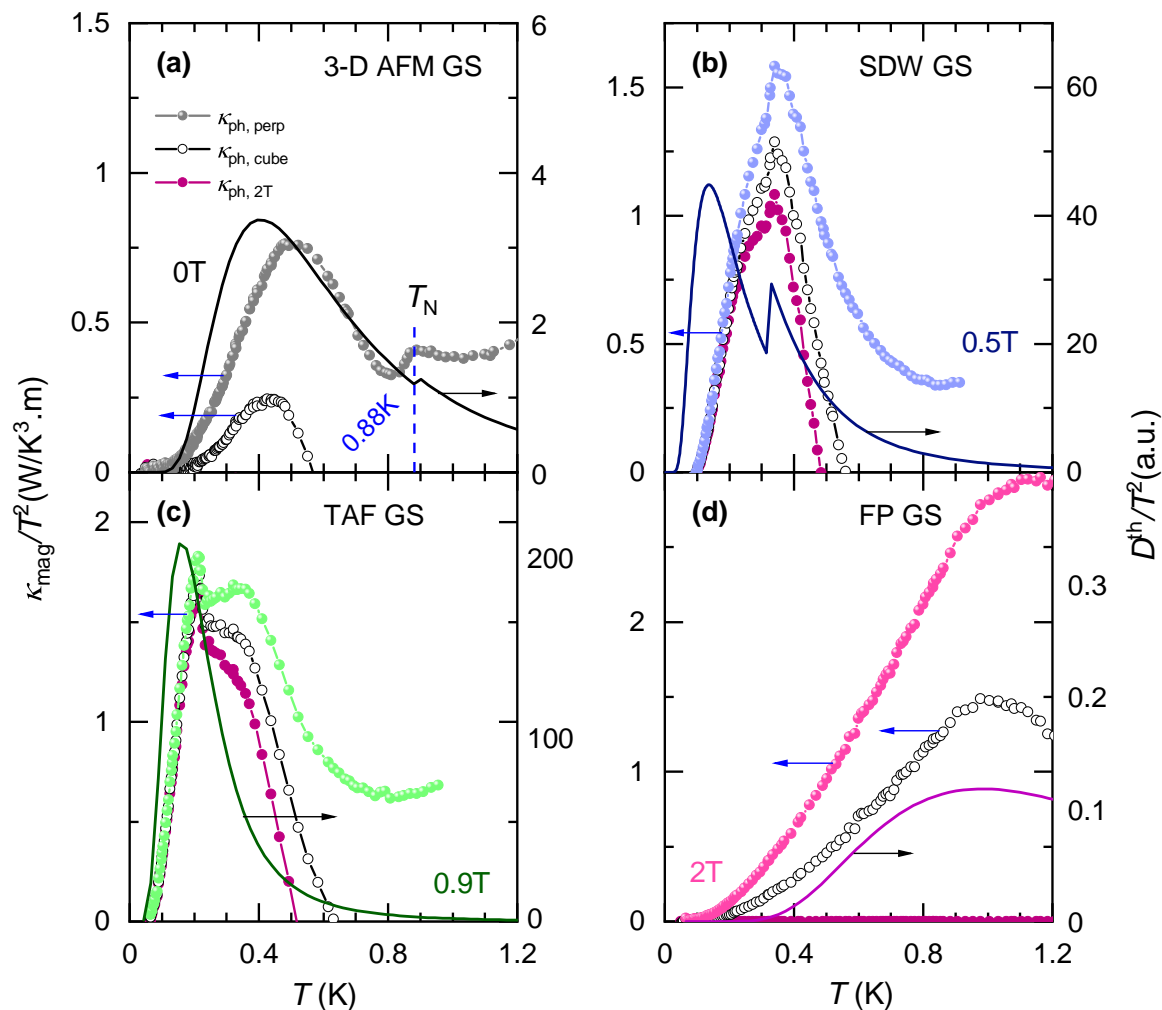 (a)
3-D AFM GS
κph, perp
κph, cube
κph, 2T
0T
TN
0.88K
0
0.5
1
1.5
0
2
4
6
(b)
SDW GS
0.5T
0
0.5
1
1.5
0
20
40
60
(c)
TAF GS
0.9T
0
1
2
0
100
200
0
0.4
0.8
1.2
T (K)
(d)
FP GS
2T
0
1
2
0
0.1
0.2
0.3
0
0.4
0.8
1.2
T (K)
κmag/T²(W/K³.m)
Dth/T²(a.u.)